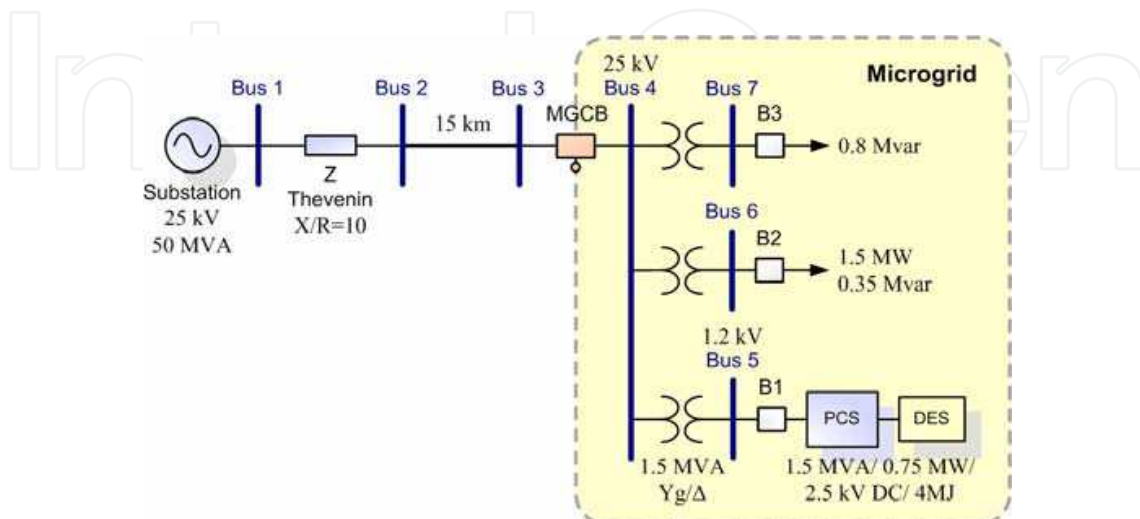 25 kV
Microgrid
Bus 1
Bus 2
Bus 3
Bus 4
Bus 7
MGCB
B3
15 km
0.8 Mvar
Z
Thevenin
X/R=10
Substation
25 kV
50 MVA
Bus 6
B2
1.5 MW
0.35 Mvar
1.2 kV
Bus 5
B1
PCS
DES
1.5 MVA
Yg/Δ
1.5 MVA/ 0.75 MW/
2.5 kV DC/ 4MJ